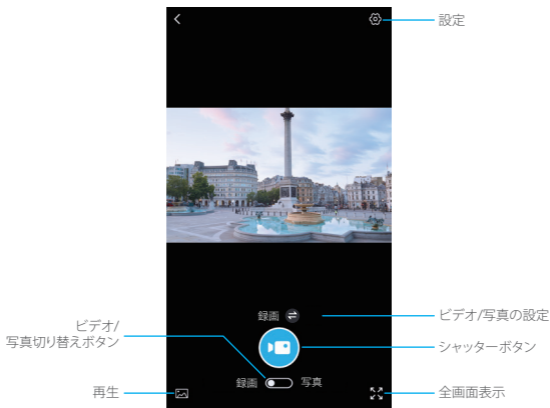 設定
録画
ビデオ/写真の設定
ビデオ/
写真切り替えボタン
シャッターボタン
録画 写真
再生
全画面表示